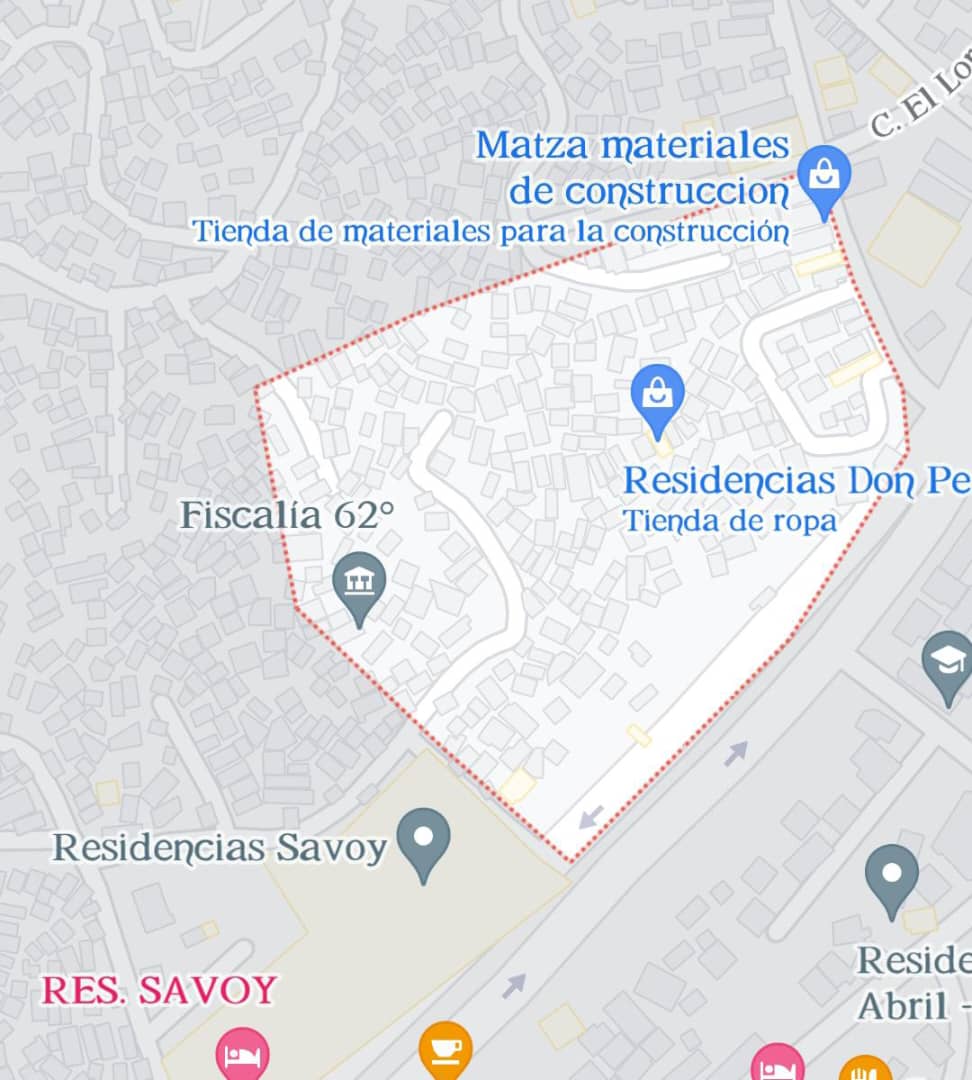 C. El Lor
Matza materiales
de construccion
Tienda de materiales para la construcción
Residencias Don Pe
Tienda de ropa
Fiscalía 62°
Residencias Savoy
RES. SAVOY
Reside
Abril -